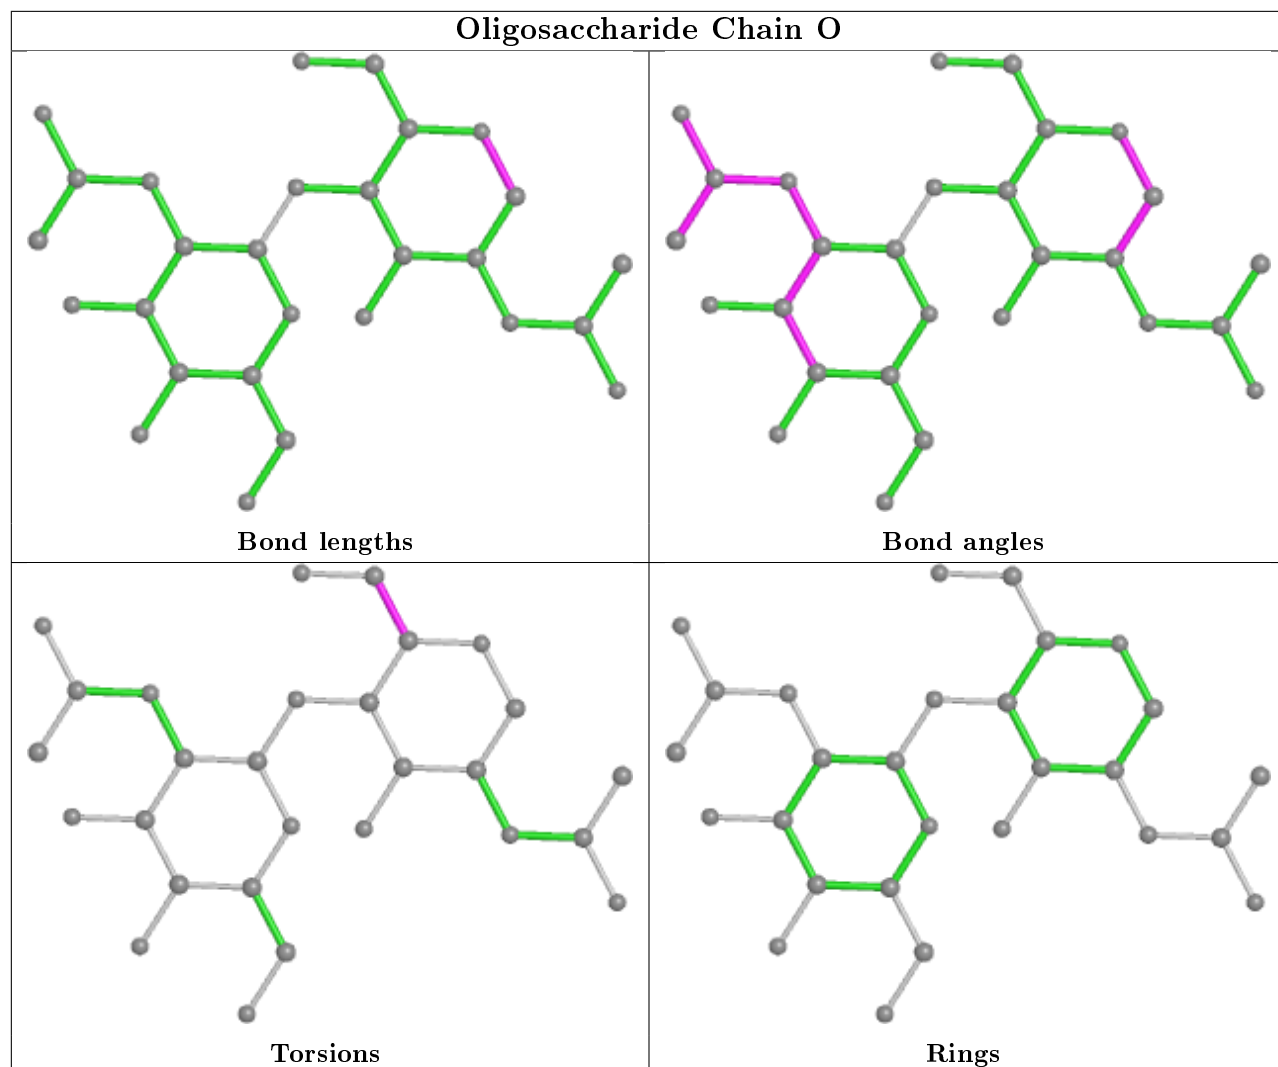 Oligosaccharide Chain O
Bond lengths
Bond angles
Torsions
Rings